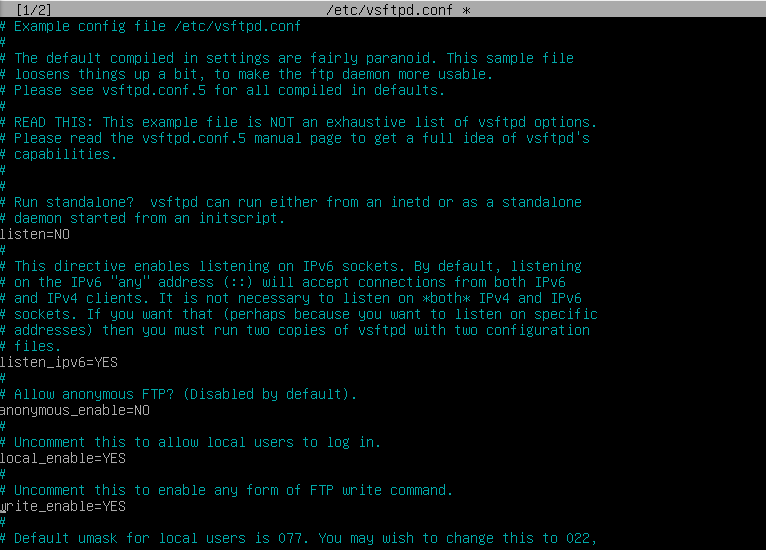 [1/2] /etc/vsftpd.conf *
# Example config file /etc/vsftpd.conf
#
# The default compiled in settings are fairly paranoid. This sample file
# loosens things up a bit, to make the ftp daemon more usable.
# Please see vsftpd.conf.5 for all compiled in defaults.
#
# READ THIS: This example file is NOT an exhaustive list of vsftpd options.
# Please read the vsftpd.conf.5 manual page to get a full idea of vsftpd's
# capabilities.
#
#
# Run standalone?  vsftpd can run either from an inetd or as a standalone
# daemon started from an initscript.
listen=NO
#
# This directive enables listening on IPv6 sockets. By default, listening
# on the IPv6 "any" address (::) will accept connections from both IPv6
# and IPv4 clients. It is not necessary to listen on *both* IPv4 and IPv6
# sockets. If you want that (perhaps because you want to listen on specific
# addresses) then you must run two copies of vsftpd with two configuration
# files.
listen_ipv6=YES
#
# Allow anonymous FTP? (Disabled by default).
anonymous_enable=NO
#
# Uncomment this to allow local users to log in.
local_enable=YES
#
# Uncomment this to enable any form of FTP write command.
write_enable=YES
#
# Default umask for local users is 077. You may wish to change this to 022,